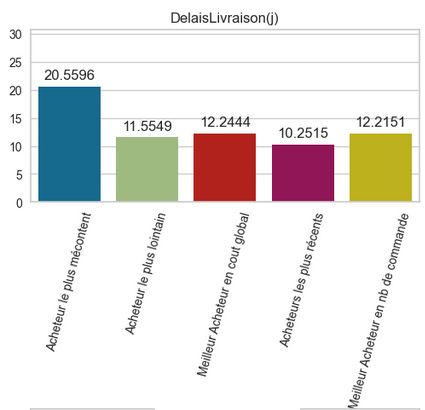 DelaisLivraison(j)
30
25
20
15
10
5
0
20.5596
11.5549
12.2444
10.2515
12.2151
Acheteur le plus mécontent
Acheteur le plus lointain
Meilleur Acheteur en cout global
Acheteurs les plus récents
Meilleur Acheteur en nb de commande